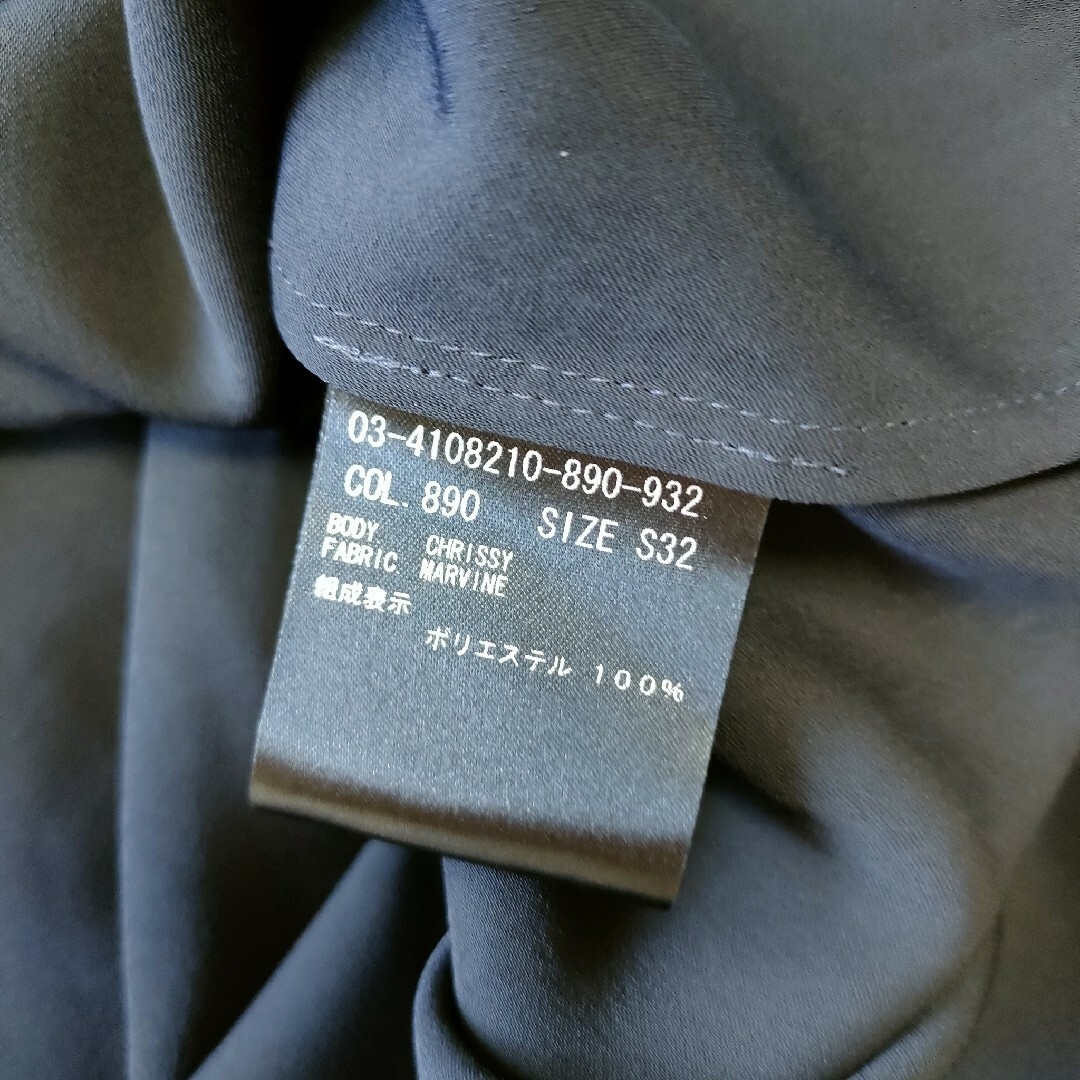 03-4108210-890-932
COL. 890 SIZE S32
BODY CHRISSY
FABRIC MARVINE
組成表示
ポリエステル １００％